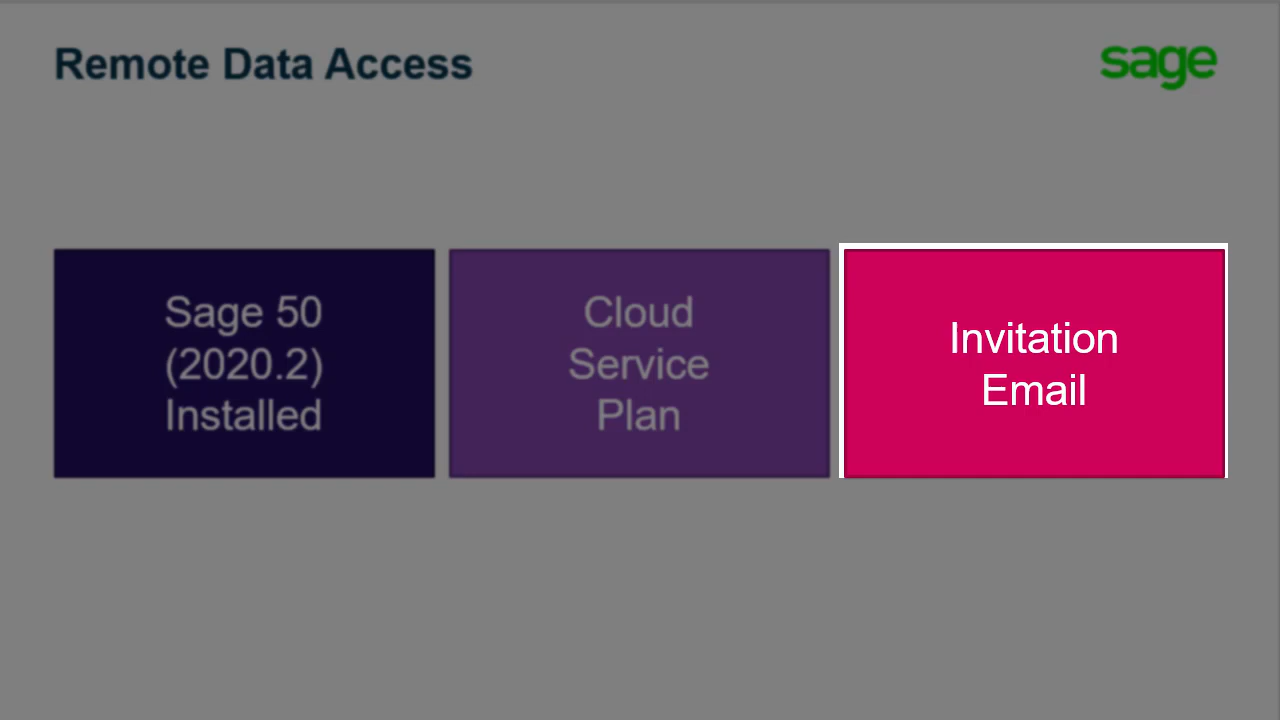 Remote Data Access
sage
Sage 50
(2020.2)
Installed
Cloud
Service
Plan
Invitation
Email